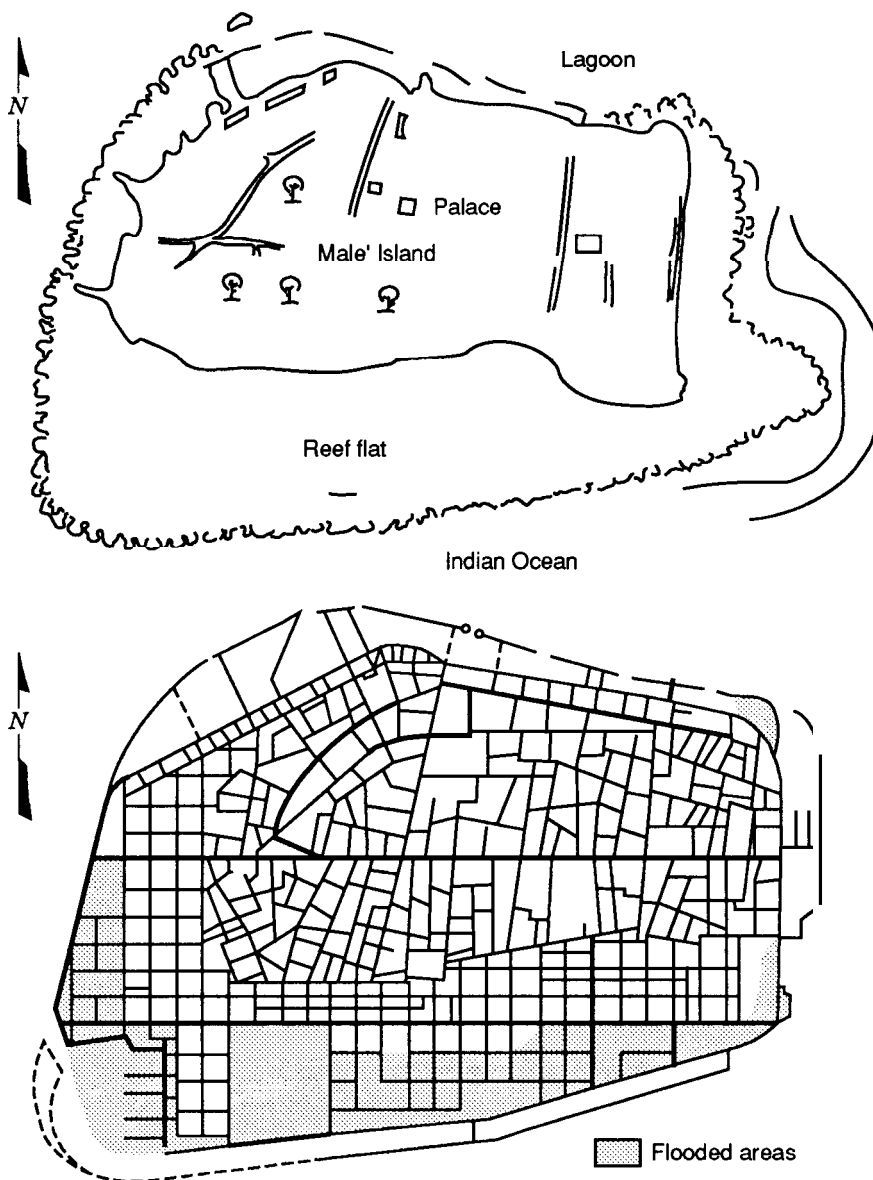 Lagoon
N
Palace
Male' Island
Reef flat
Indian Ocean
N
Flooded areas